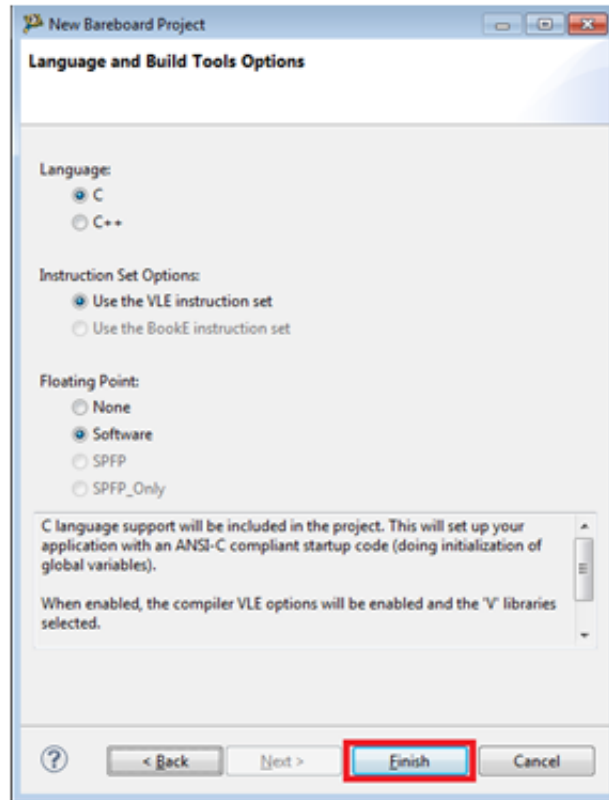 New Bareboard Project
Language and Build Tools Options
Language:
C
C++
Instruction Set Options:
Use the VLE instruction set
Use the BookE instruction set
Floating Point:
None
Software
SPFP
SPFP_Only
C language support will be included in the project. This will set up your
application with an ANSI-C compliant startup code (doing initialization of
global variables).
When enabled, the compiler VLE options will be enabled and the 'V' libraries
selected.
?
< Back
Next >
Finish
Cancel